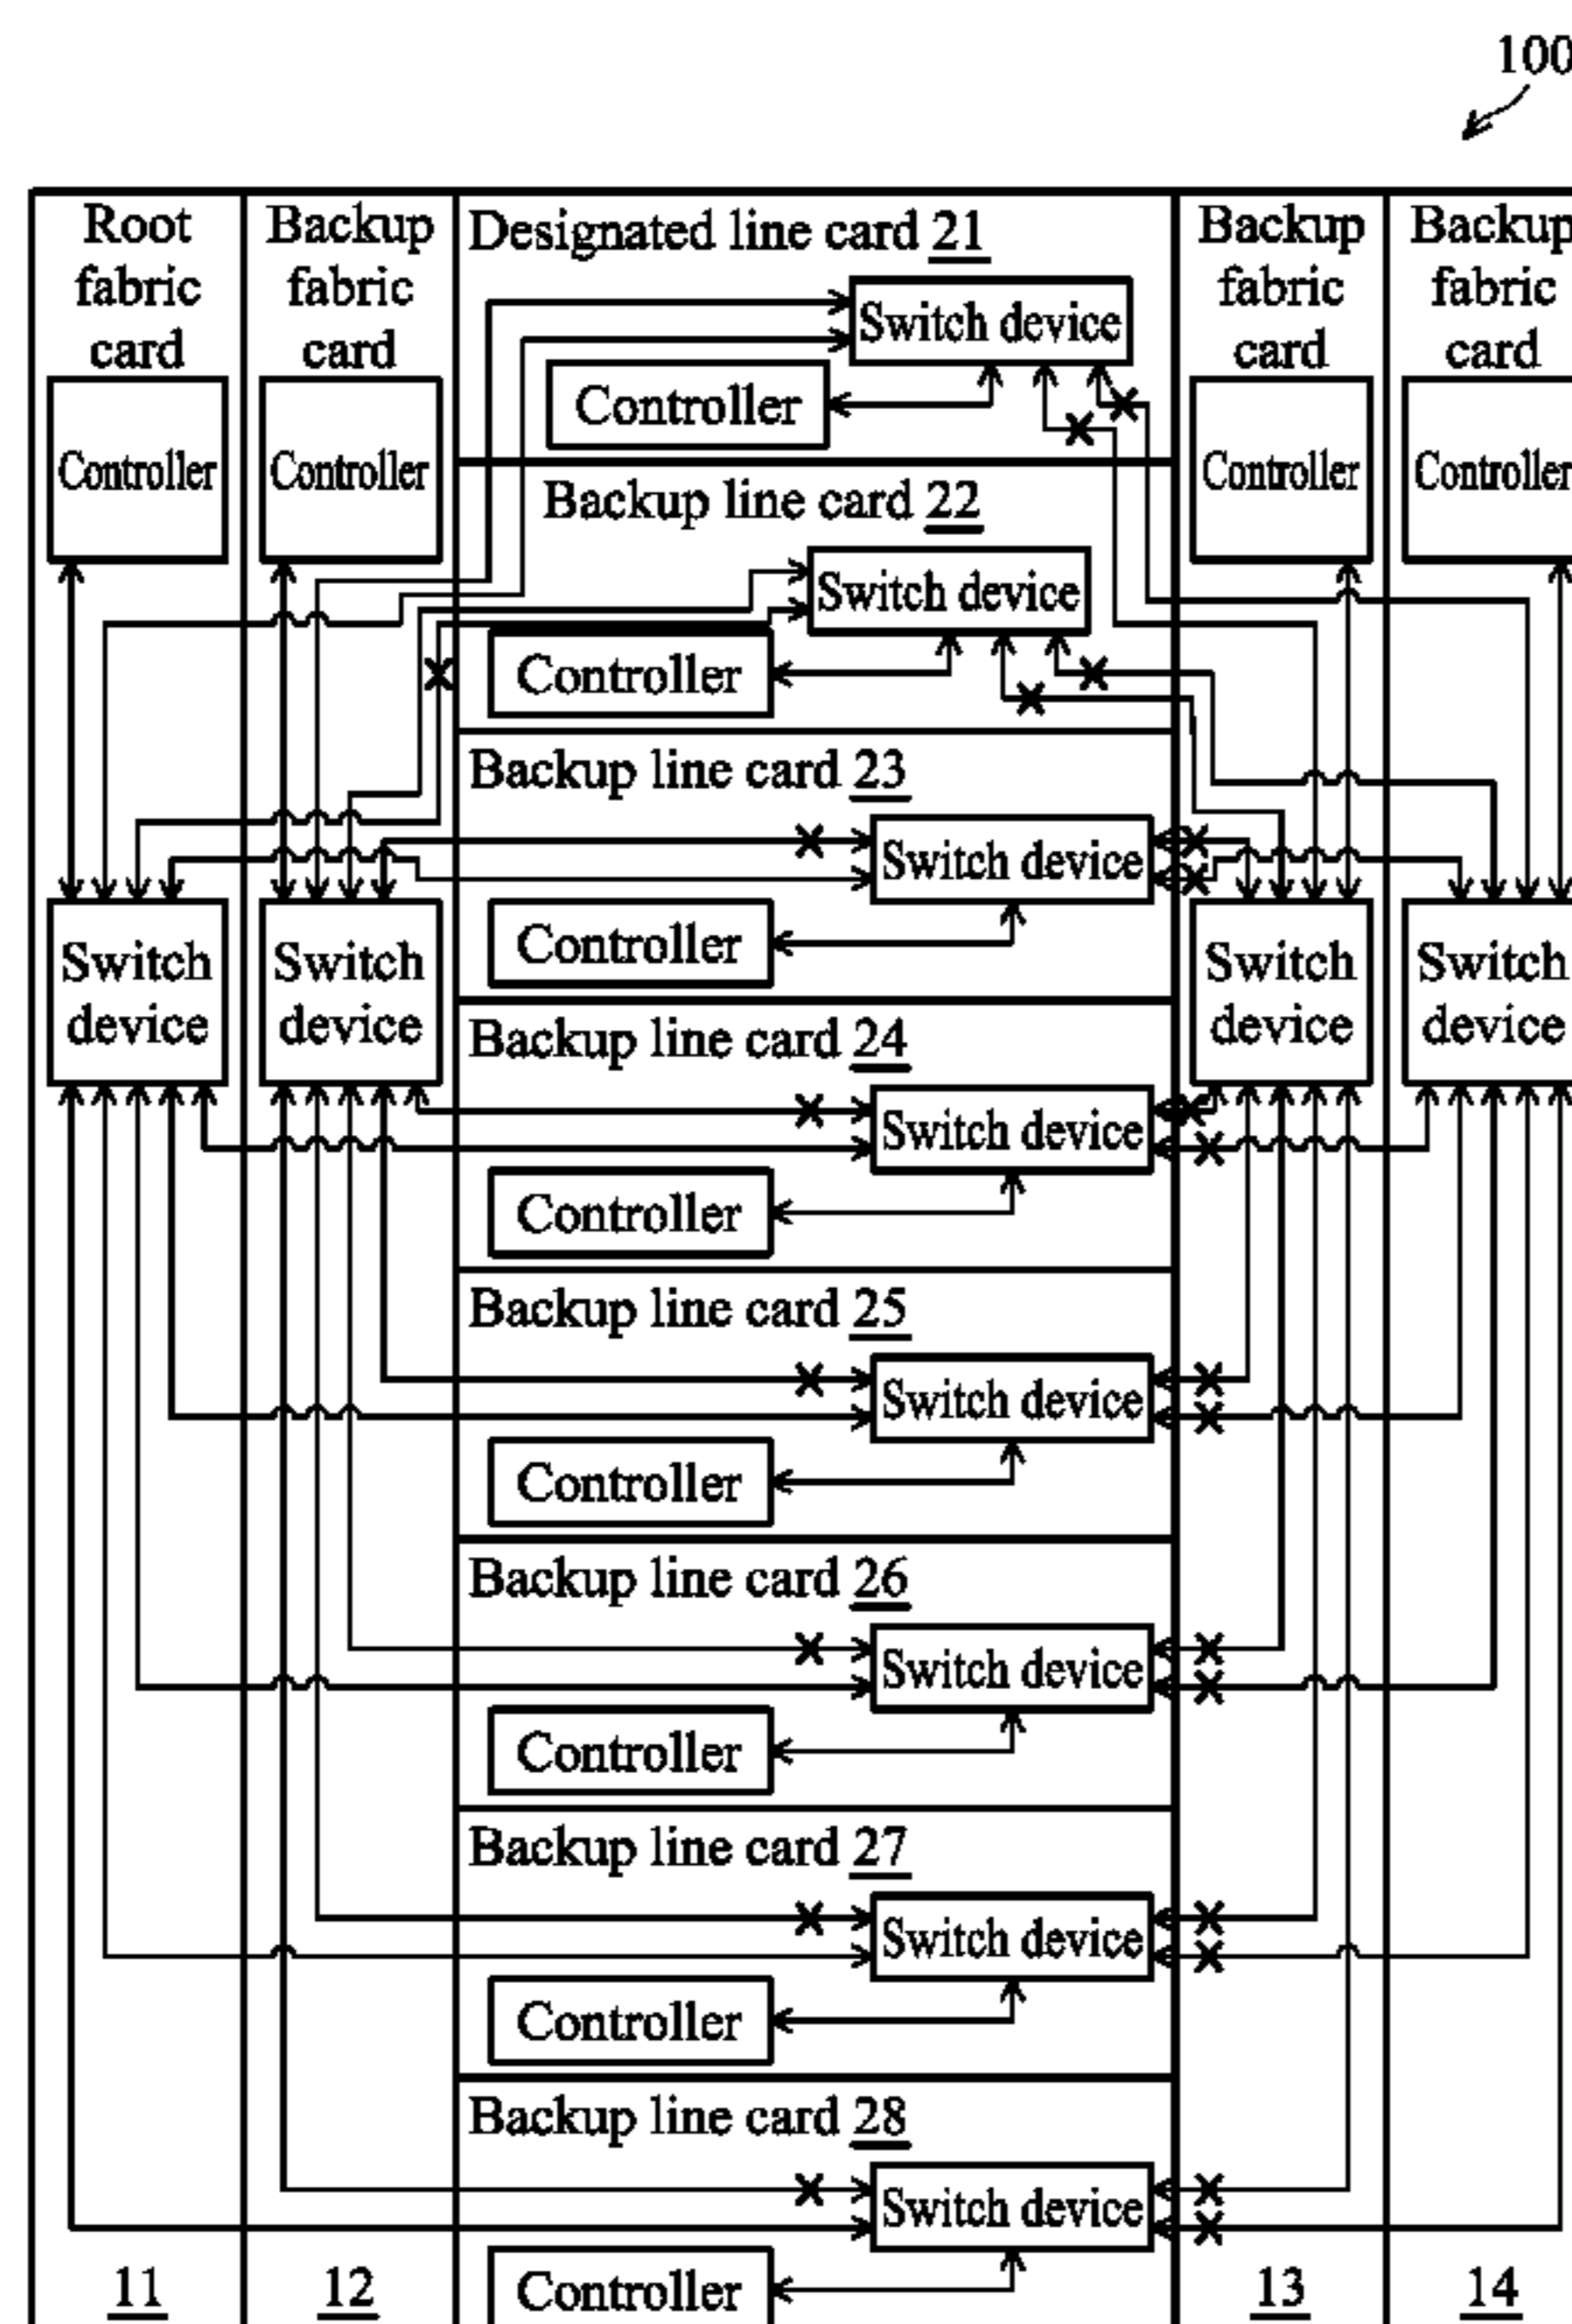 100
Root
fabric
card
Controller
Switch
device
11
Backup
fabric
card
Controller
Switch
device
12
Designated line card 21
Switch device
Controller
Backup line card 22
Switch device
Controller
Backup line card 23
Switch device
Controller
Backup line card 24
Switch device
Controller
Backup line card 25
Switch device
Controller
Backup line card 26
Switch device
Controller
Backup line card 27
Switch device
Controller
Backup line card 28
Switch device
Controller
Backup
fabric
card
Controller
Switch
device
13
Backup
fabric
card
Controller
Switch
device
14